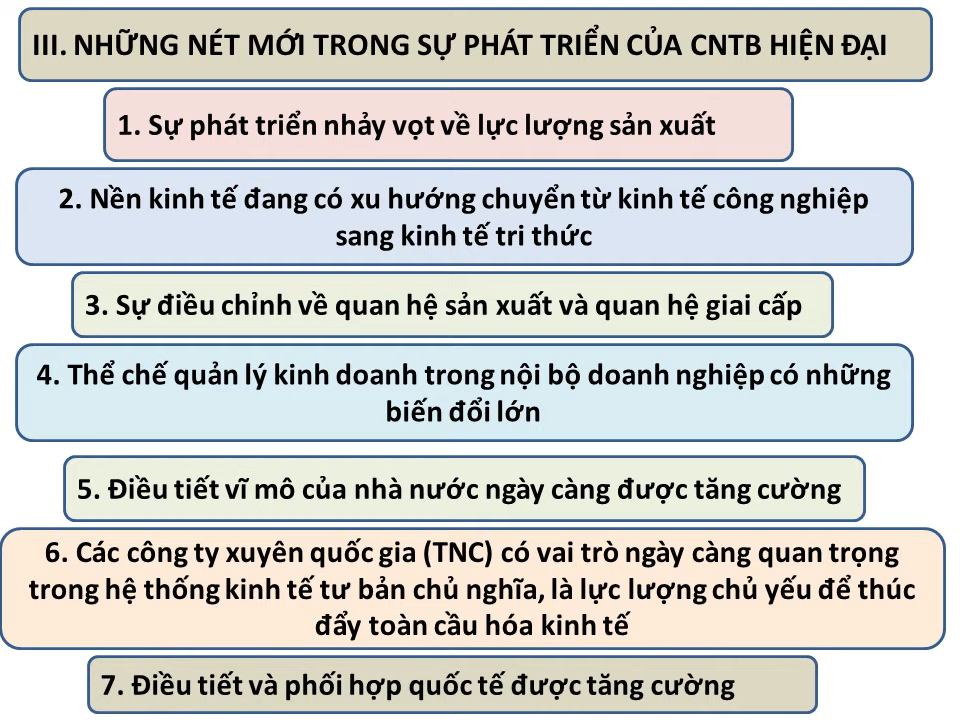 III. NHỮNG NÉT MỚI TRONG SỰ PHÁT TRIỂN CỦA CNTB HIỆN ĐẠI
1. Sự phát triển nhảy vọt về lực lượng sản xuất
2. Nền kinh tế đang có xu hướng chuyển từ kinh tế công nghiệp
sang kinh tế tri thức
3. Sự điều chỉnh về quan hệ sản xuất và quan hệ giai cấp
4. Thể chế quản lý kinh doanh trong nội bộ doanh nghiệp có những
biến đổi lớn
5. Điều tiết vĩ mô của nhà nước ngày càng được tăng cường
6. Các công ty xuyên quốc gia (TNC) có vai trò ngày càng quan trọng
trong hệ thống kinh tế tư bản chủ nghĩa, là lực lượng chủ yếu để thúc
đẩy toàn cầu hóa kinh tế
7. Điều tiết và phối hợp quốc tế được tăng cường